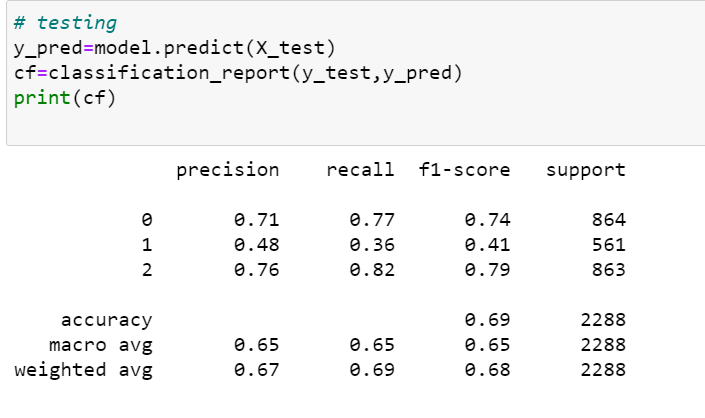 # testing
y_pred=model.predict(X_test)
cf=classification_report(y_test,y_pred)
print(cf)
precision recall f1-score support
0 0.71 0.77 0.74 864
1 0.48 0.36 0.41 561
2 0.76 0.82 0.79 863
accuracy 0.69 2288
macro avg 0.65 0.65 0.65 2288
weighted avg 0.67 0.69 0.68 2288